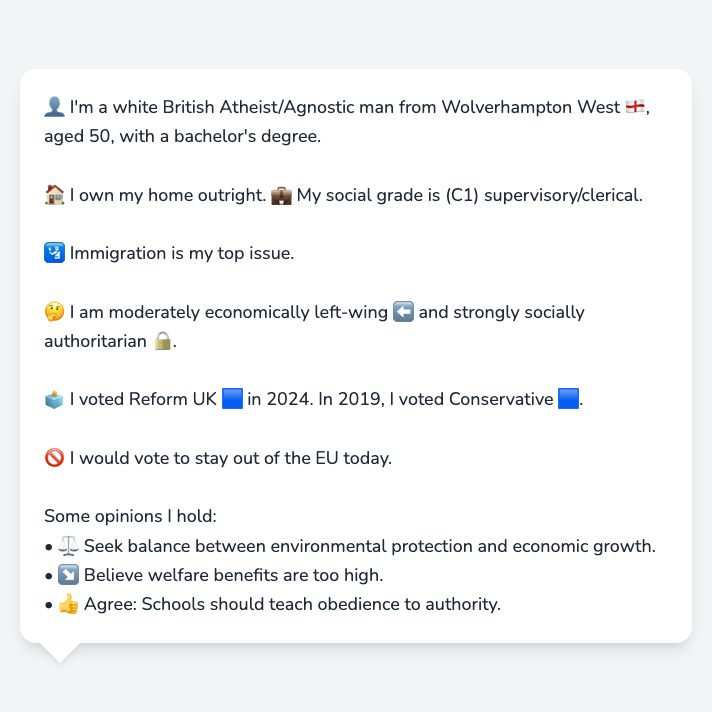 👤 I'm a white British Atheist/Agnostic man from Wolverhampton West 🏴󠁧󠁢󠁥󠁮󠁧󠁿,
aged 50, with a bachelor's degree.
🏠 I own my home outright. 💼 My social grade is (C1) supervisory/clerical.
🛂 Immigration is my top issue.
🤔 I am moderately economically left-wing ⬅️ and strongly socially
authoritarian 🔒.
🗳️ I voted Reform UK 🟦 in 2024. In 2019, I voted Conservative 🟦.
🚫 I would vote to stay out of the EU today.
Some opinions I hold:
• ⚖️ Seek balance between environmental protection and economic growth.
• ↘️ Believe welfare benefits are too high.
• 👍 Agree: Schools should teach obedience to authority.